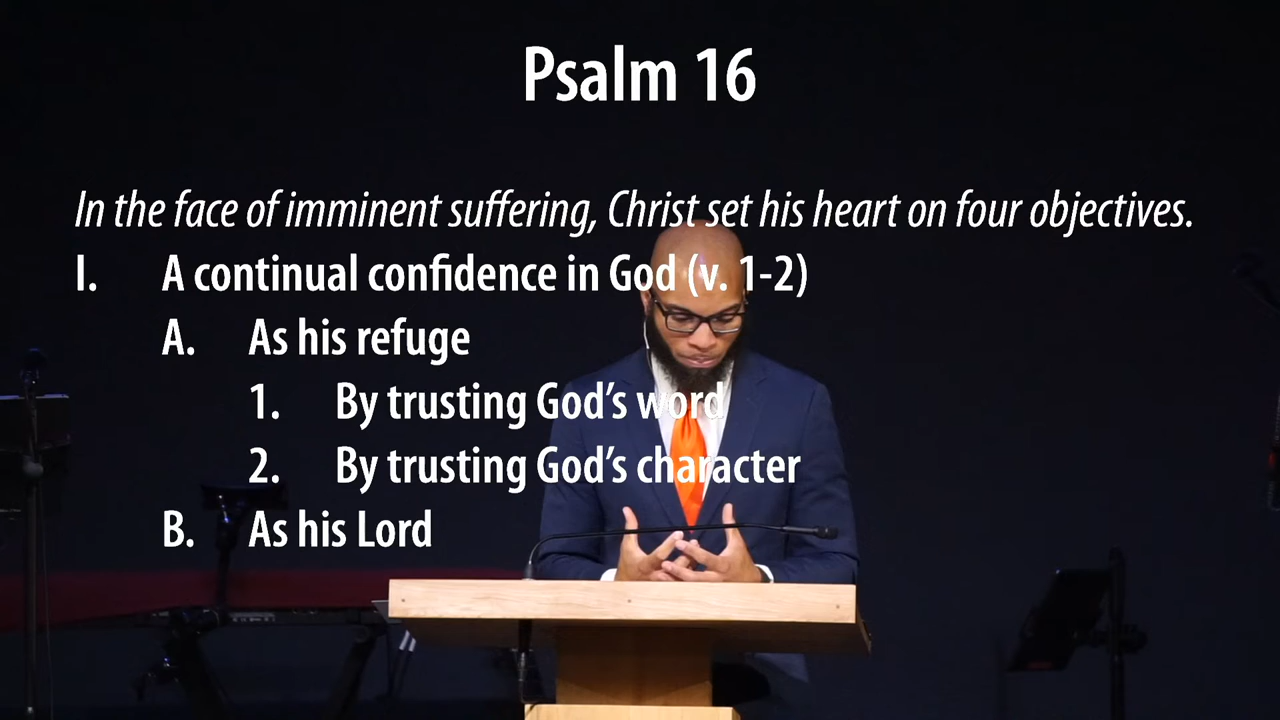 Psalm 16
In the face of imminent suffering, Christ set his heart on four objectives.
I. A continual confidence in God (v. 1-2)
A. As his refuge
1. By trusting God’s word
2. By trusting God’s character
B. As his Lord